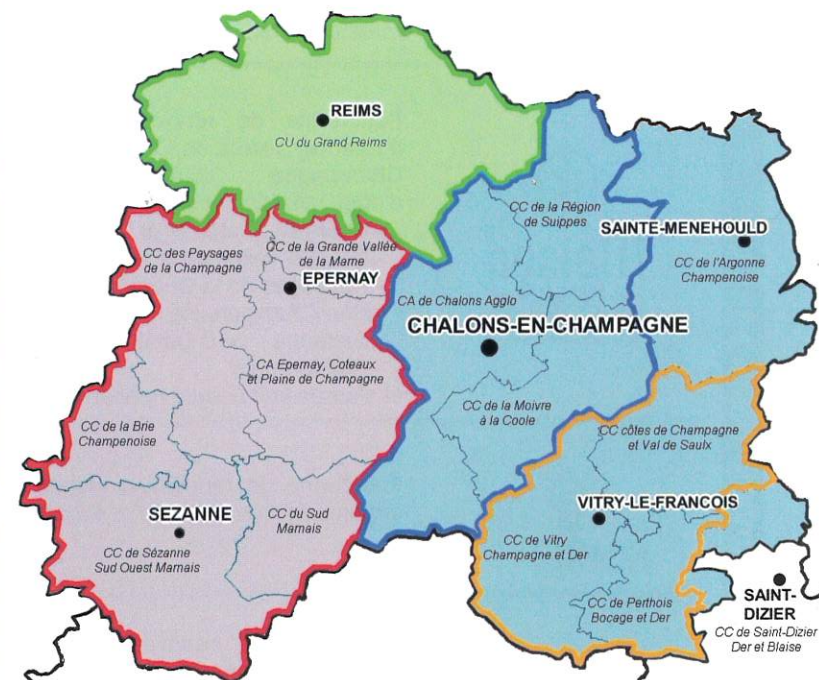 REIMS
CU du Grand Reims
CC de la Région
de Suippes
SAINTE-MENEHOULD
CC de l'Argonne
Champenoise
CC des Paysages
de la Champagne
CC de la Grande Vallée
de la Marne
EPERNAY
CA de Chalons Agglo
CHALONS-EN-CHAMPAGNE
CA Epernay, Coteaux
et Plaine de Champagne
CC de la Moivre
à la Coole
CC de la Brie
Champenoise
CC côtes de Champagne
et Val de Saulx
SEZANNE
CC du Sud
Marnais
VITRY-LE-FRANCOIS
CC de Sézanne
Sud Ouest Marnais
CC de Vitry
Champagne et Der
CC de Perthois
Bocage et Der
SAINT-
DIZIER
CC de Saint-Dizier
Der et Blaise